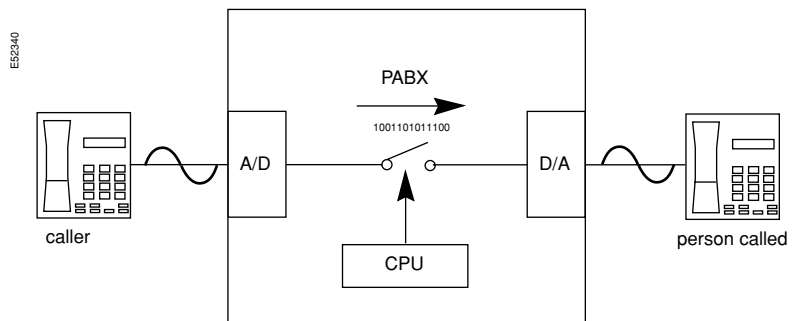 E52340
PABX
1001101011100
A/D
D/A
caller
person called
CPU